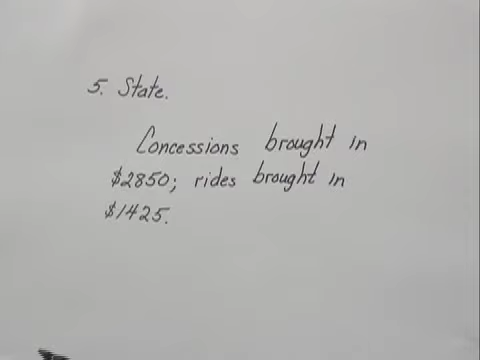 5. State.
Concessions brought in
$2850; rides brought in
$1425.